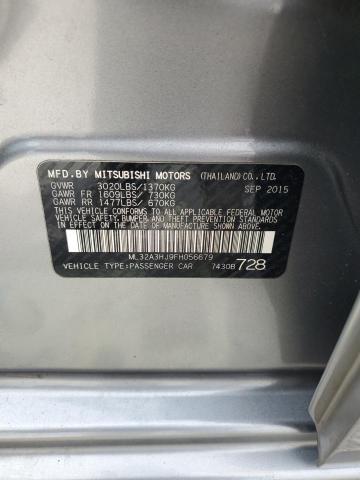 MFD.BY MITSUBISHI MOTORS (THAILAND) CO., LTD.
GVWR 3020LBS/1370KG SEP 2015
GAWR FR 1609LBS/ 730KG
GAWR RR 1477LBS/ 670KG
THIS VEHICLE CONFORMS TO ALL APPLICABLE FEDERAL MOTOR
VEHICLE SAFETY, BUMPER AND THEFT PREVENTION STANDARDS
IN EFFECT ON THE DATE OF MANUFACTURE SHOWN ABOVE.
ML32A3HJ9FH056679
VEHICLE TYPE:PASSENGER CAR 7430B 728